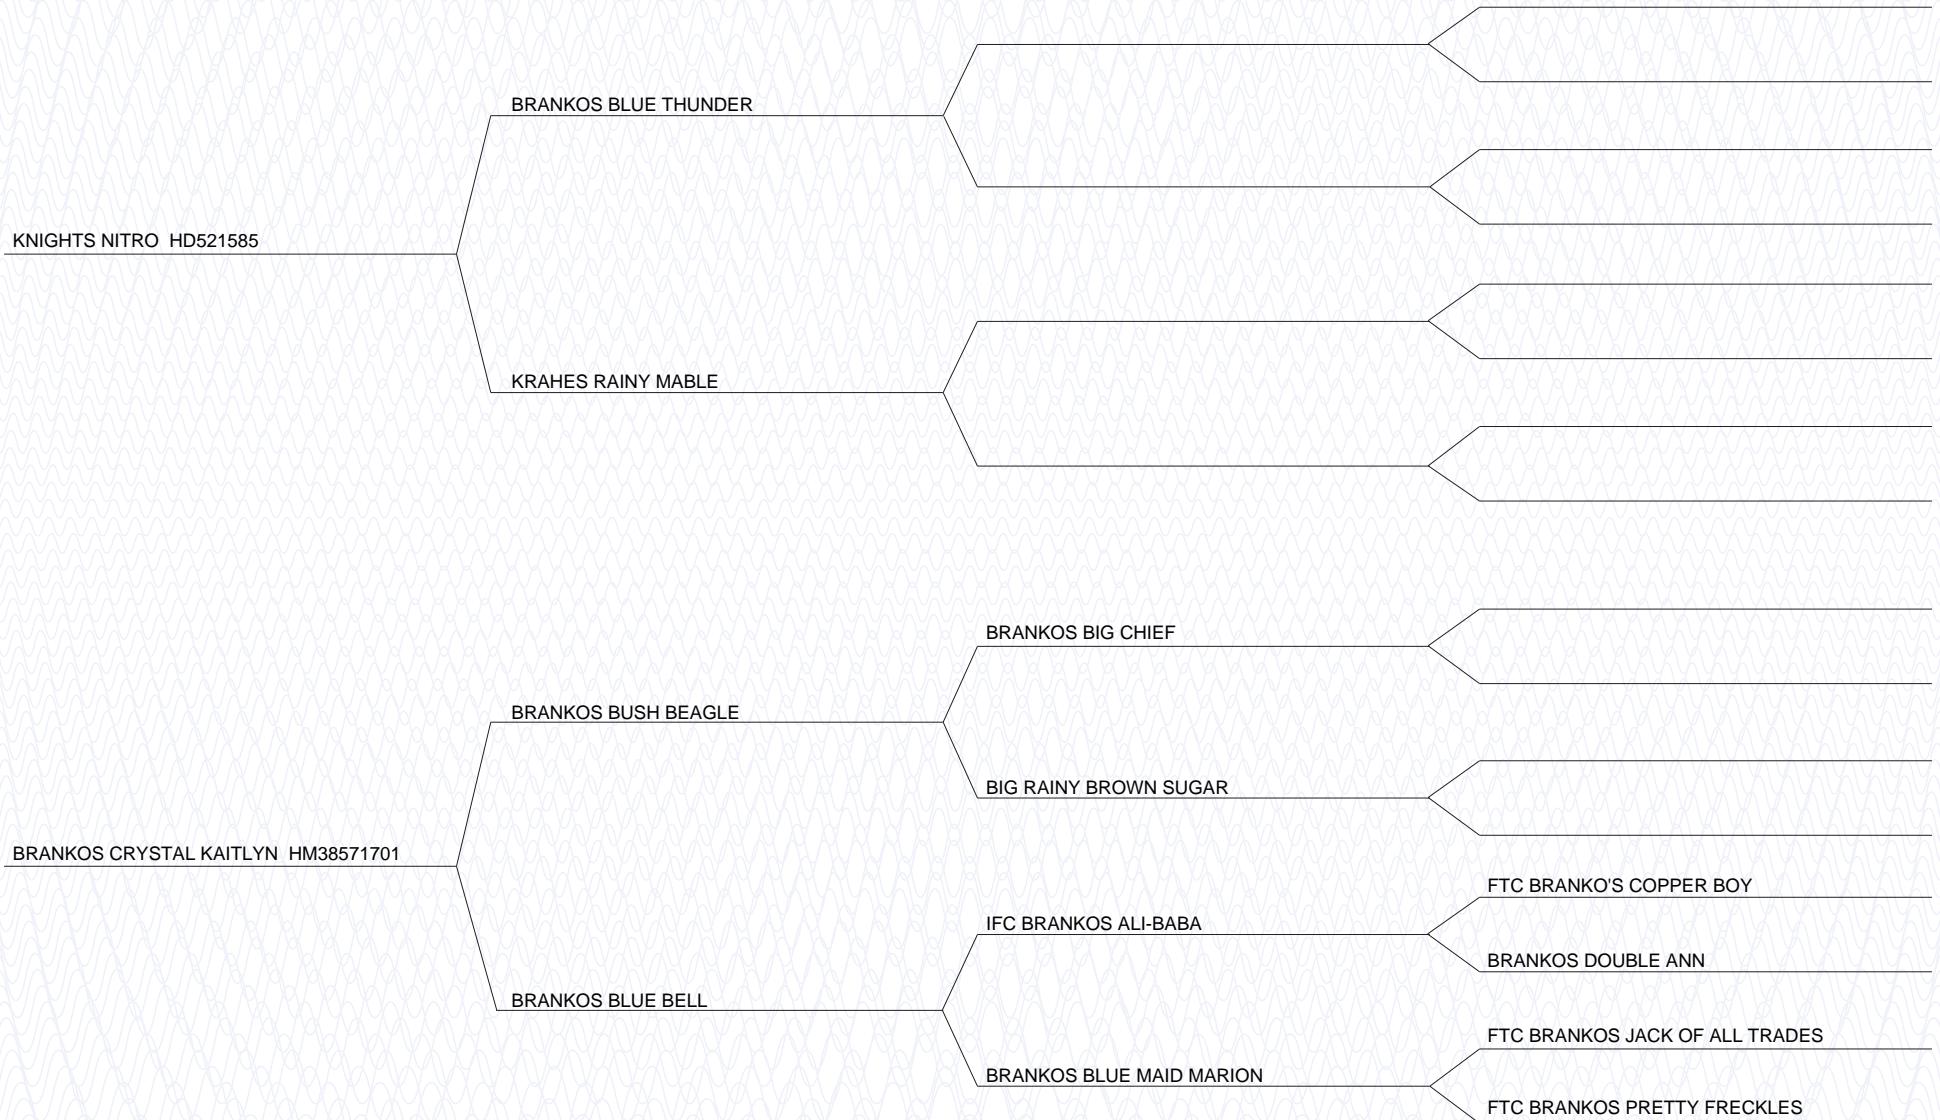 BRANKOS BLUE THUNDER
KNIGHTS NITRO HD521585
KRAHES RAINY MABLE
BRANKOS BIG CHIEF
BRANKOS BUSH BEAGLE
BIG RAINY BROWN SUGAR
BRANKOS CRYSTAL KAITLYN HM38571701
FTC BRANKO'S COPPER BOY
IFC BRANKOS ALI-BABA
BRANKOS DOUBLE ANN
BRANKOS BLUE BELL
FTC BRANKOS JACK OF ALL TRADES
BRANKOS BLUE MAID MARION
FTC BRANKOS PRETTY FRECKLES